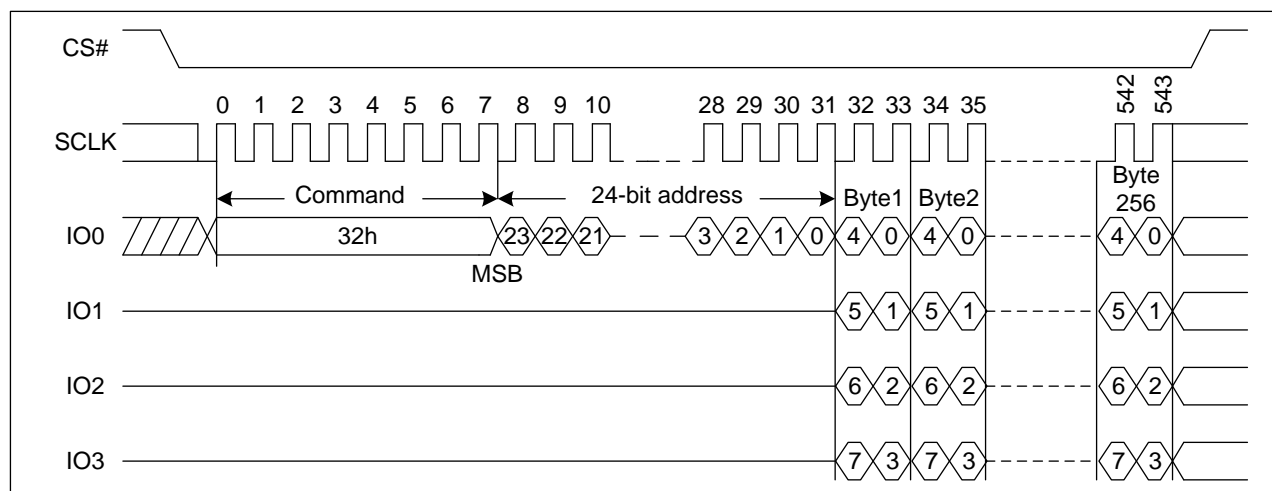 CS#
0 1 2 3 4 5 6 7 8 9 10 28 29 30 31 32 33 34 35 542 543
SCLK
Command 24-bit address Byte1 Byte2 Byte 256
IO0 32h 23 22 21 3 2 1 0 4 0 4 0 4 0
MSB
IO1 5 1 5 1 5 1
IO2 6 2 6 2 6 2
IO3 7 3 7 3 7 3